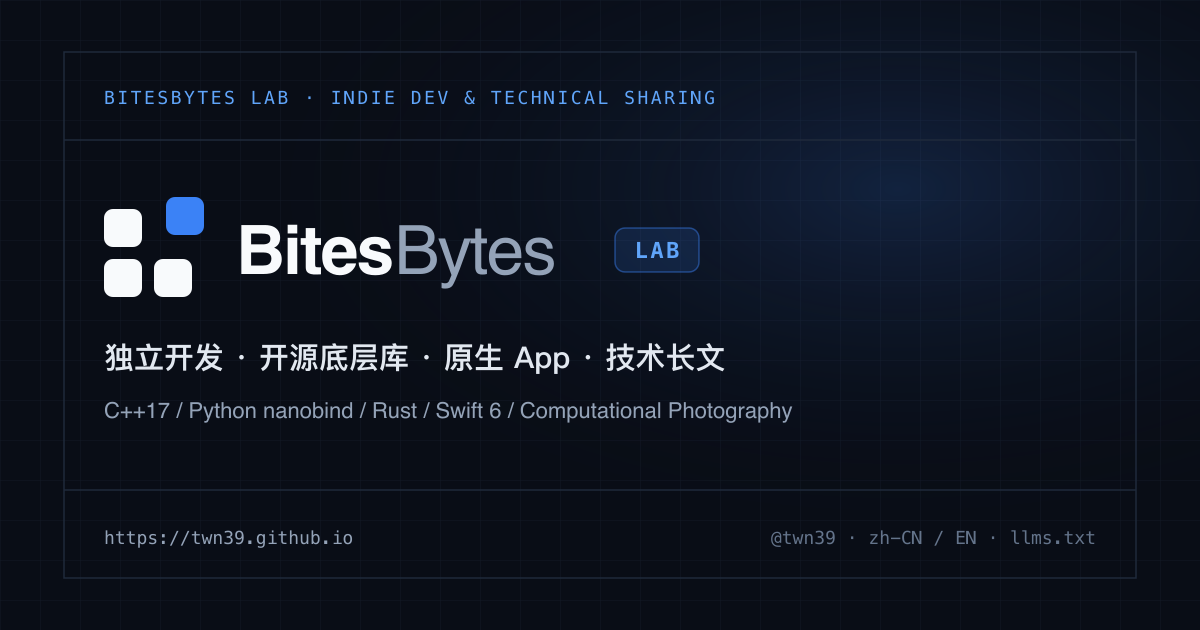 BITESBYTES LAB · INDIE DEV & TECHNICAL SHARING
BitesBytes LAB
独立开发 · 开源底层库 · 原生 App · 技术长文
C++17 / Python nanobind / Rust / Swift 6 / Computational Photography
https://twn39.github.io
@twn39 · zh-CN / EN · llms.txt